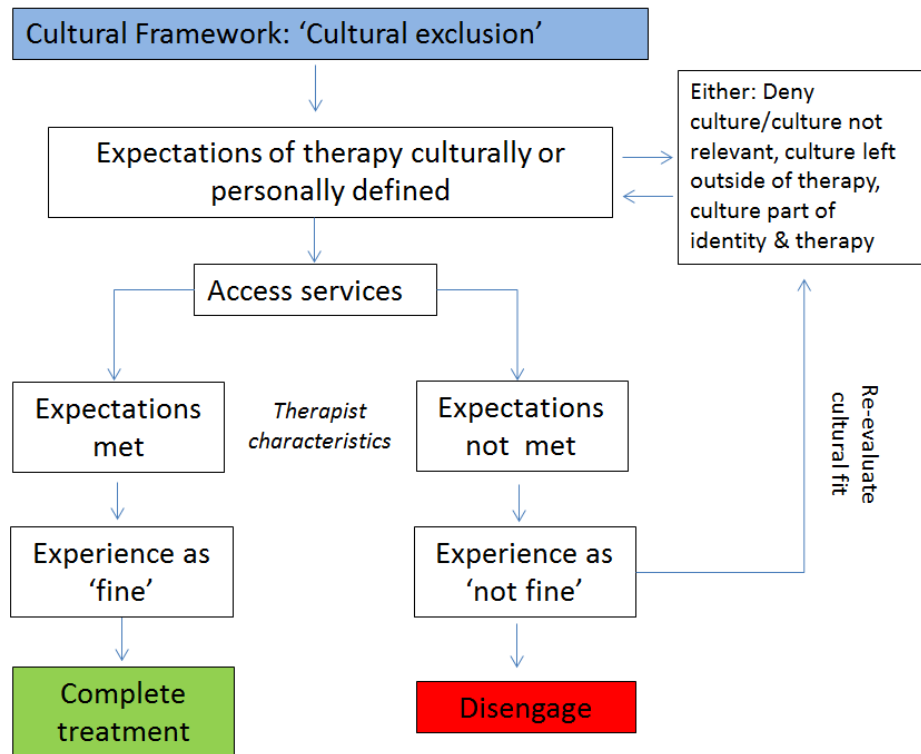 Cultural Framework: ‘Cultural exclusion’
Expectations of therapy culturally or
personally defined
Either: Deny
culture/culture not
relevant, culture left
outside of therapy,
culture part of
identity & therapy
Access services
Expectations
met
Therapist
characteristics
Expectations
not  met
Re-evaluate
cultural fit
Experience as
‘fine’
Experience as
‘not fine’
Complete
treatment
Disengage